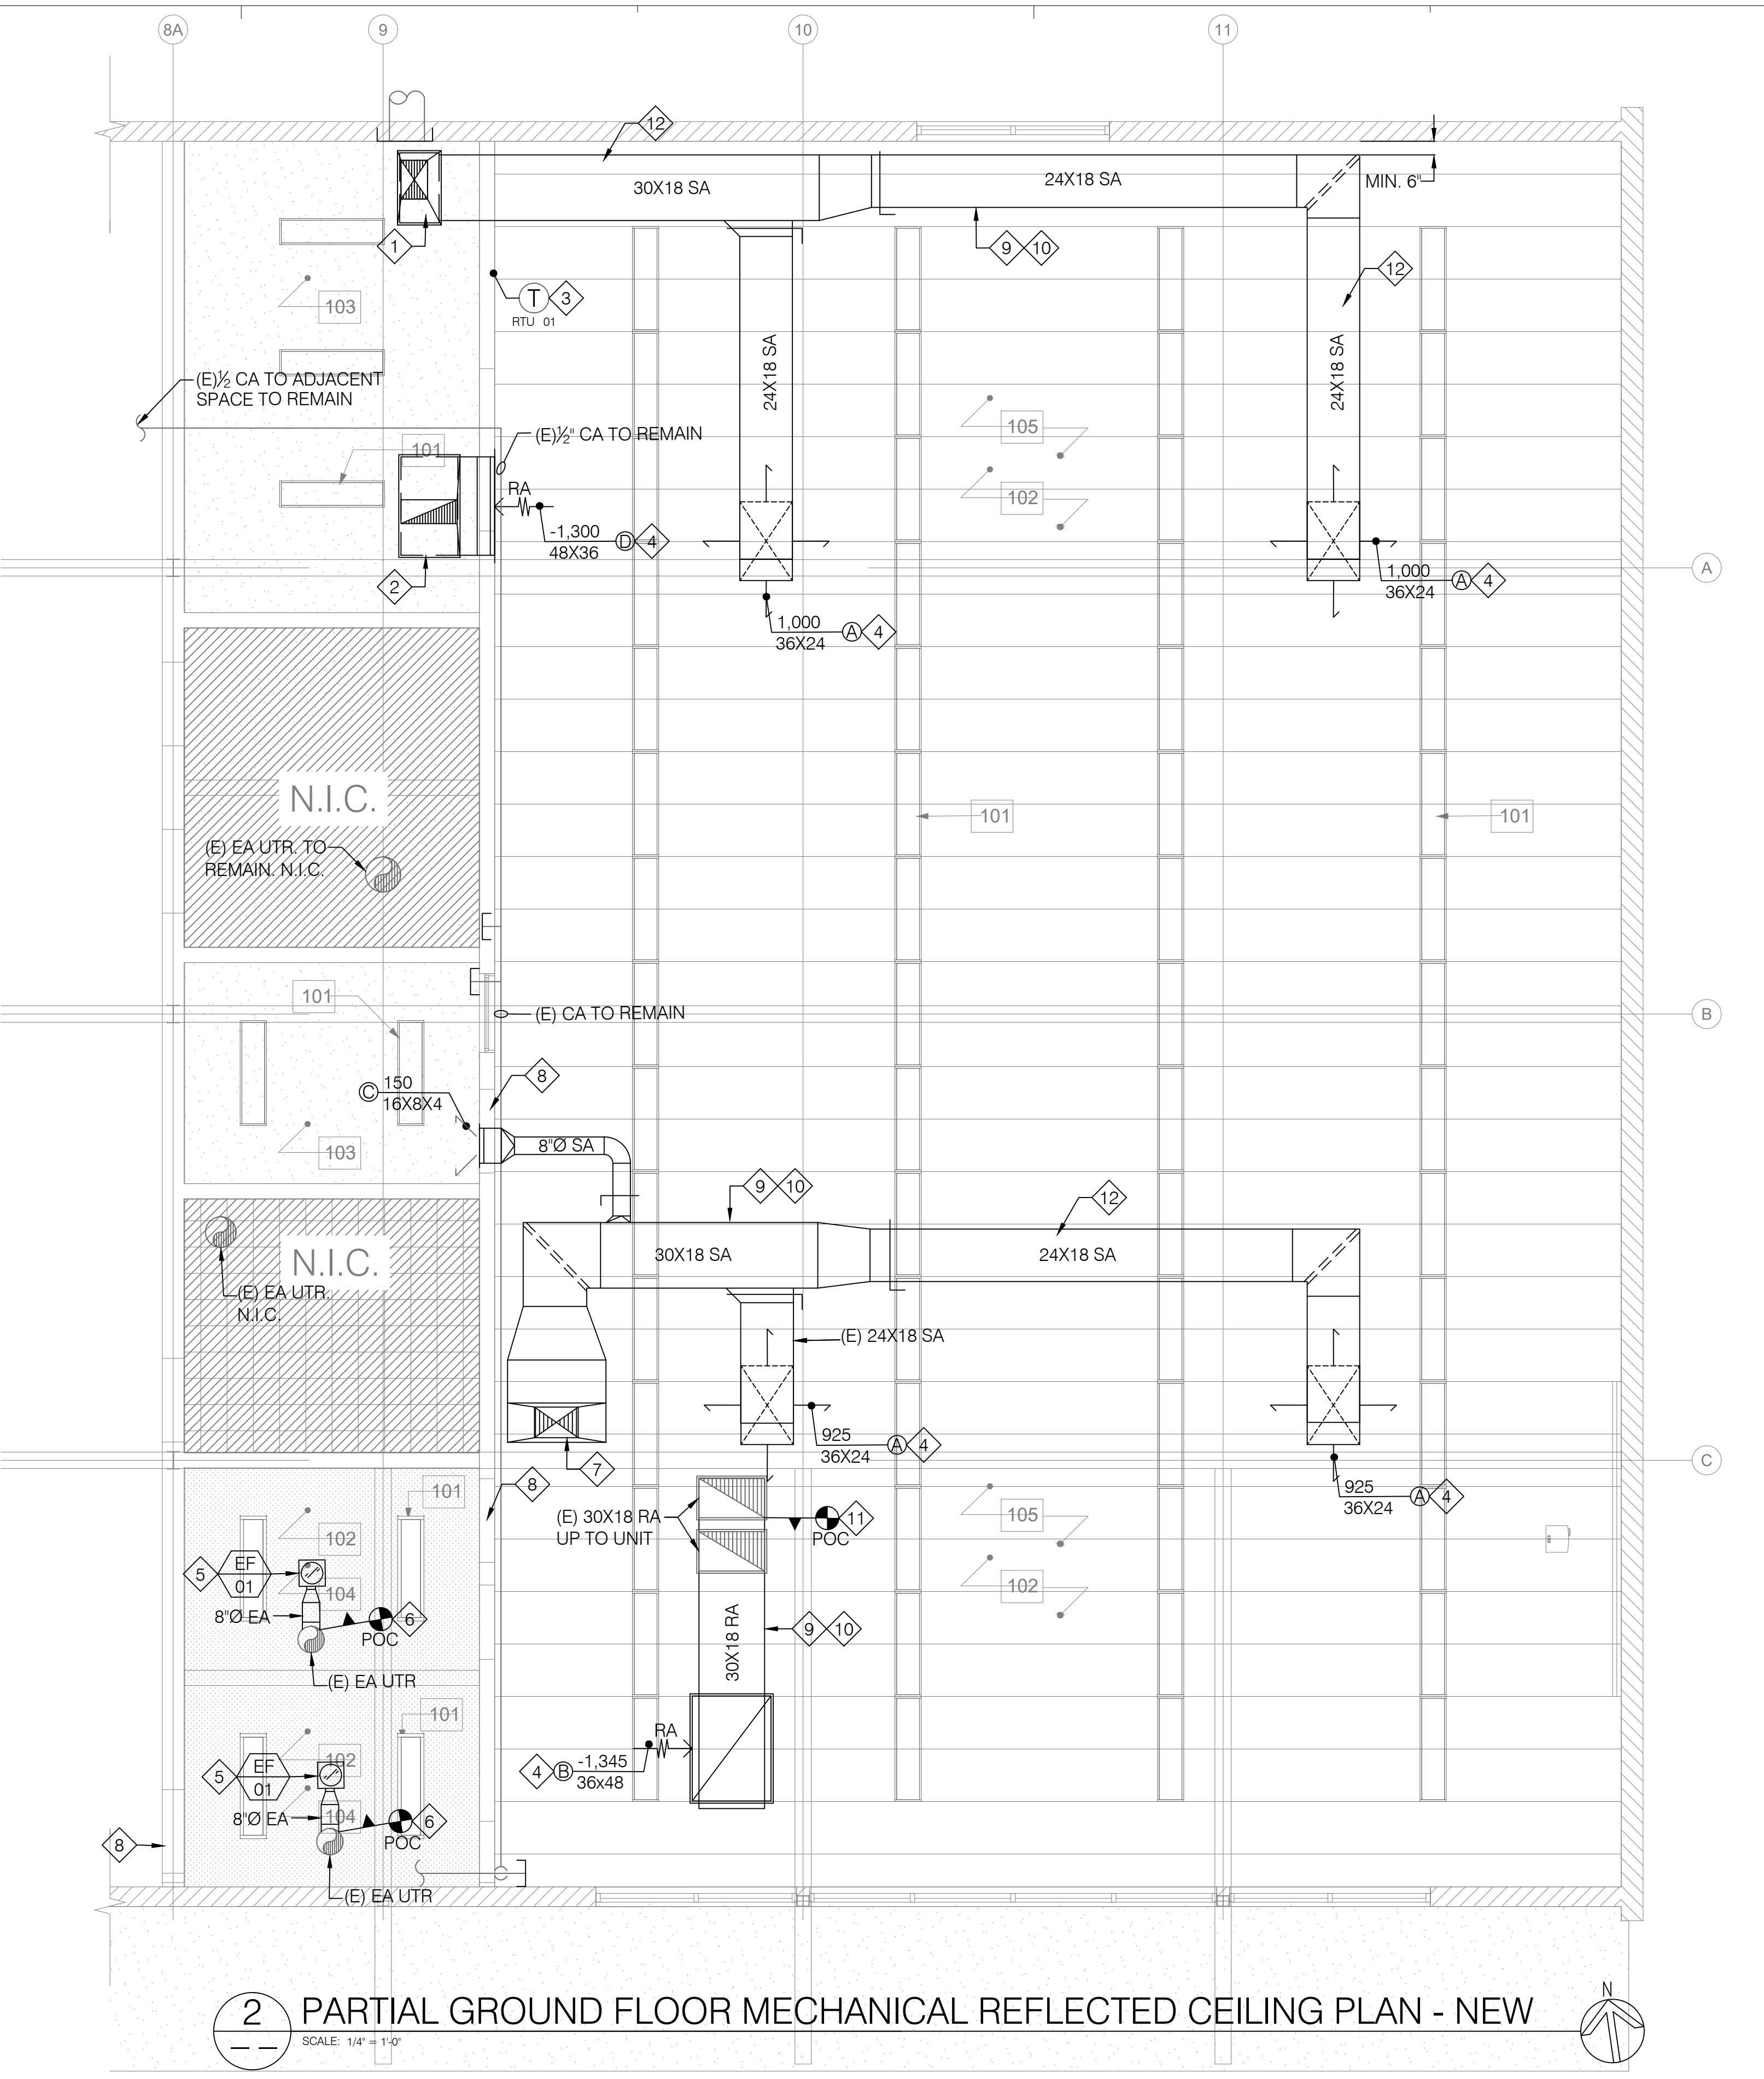 8A
9
10
11
12
30X18 SA
24X18 SA
MIN. 6"
1
9
10
12
103
T
3
RTU 01
24X18 SA
24X18 SA
(E)½ CA TO ADJACENT
SPACE TO REMAIN
(E)½" CA TO REMAIN
101
105
RA
102
-1,300
48X36
D
4
2
A
1,000
36X24
A
4
1,000
36X24
A
4
N.I.C.
101
101
(E) EA UTR. TO
REMAIN. N.I.C.
101
(E) CA TO REMAIN
B
8
C
150
16X8X4
103
8"Ø SA
9
10
12
N.I.C.
30X18 SA
24X18 SA
(E) EA UTR.
N.I.C.
(E) 24X18 SA
925
36X24
A
4
7
C
8
101
925
36X24
A
4
(E) 30X18 RA
UP TO UNIT
11
POC
105
102
5
EF
01
104
102
8"Ø EA
6
POC
30X18 RA
9
10
(E) EA UTR
101
RA
102
5
EF
01
4
B
-1,345
36x48
8"Ø EA
104
6
POC
8
(E) EA UTR
2
PARTIAL GROUND FLOOR MECHANICAL REFLECTED CEILING PLAN - NEW
SCALE: 1/4" = 1'-0"
N